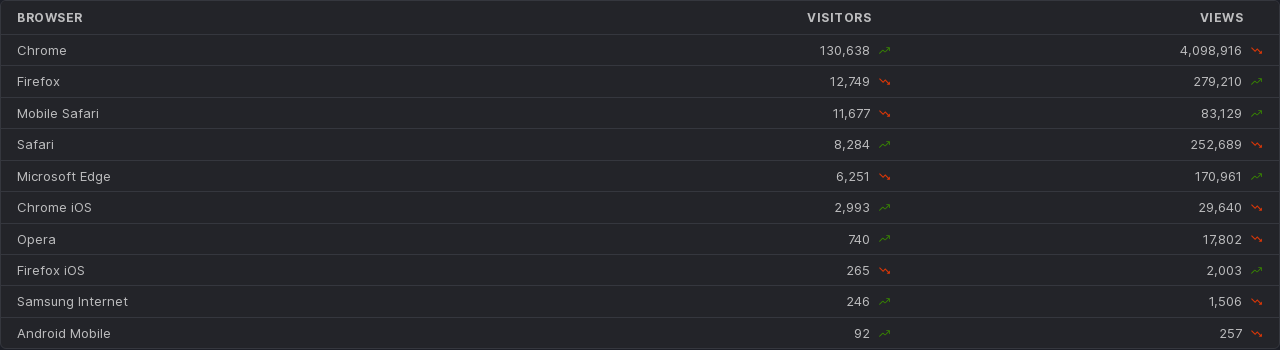 BROWSER VISITORS VIEWS
Chrome 130,638 4,098,916
Firefox 12,749 279,210
Mobile Safari 11,677 83,129
Safari 8,284 252,689
Microsoft Edge 6,251 170,961
Chrome iOS 2,993 29,640
Opera 740 17,802
Firefox iOS 265 2,003
Samsung Internet 246 1,506
Android Mobile 92 257